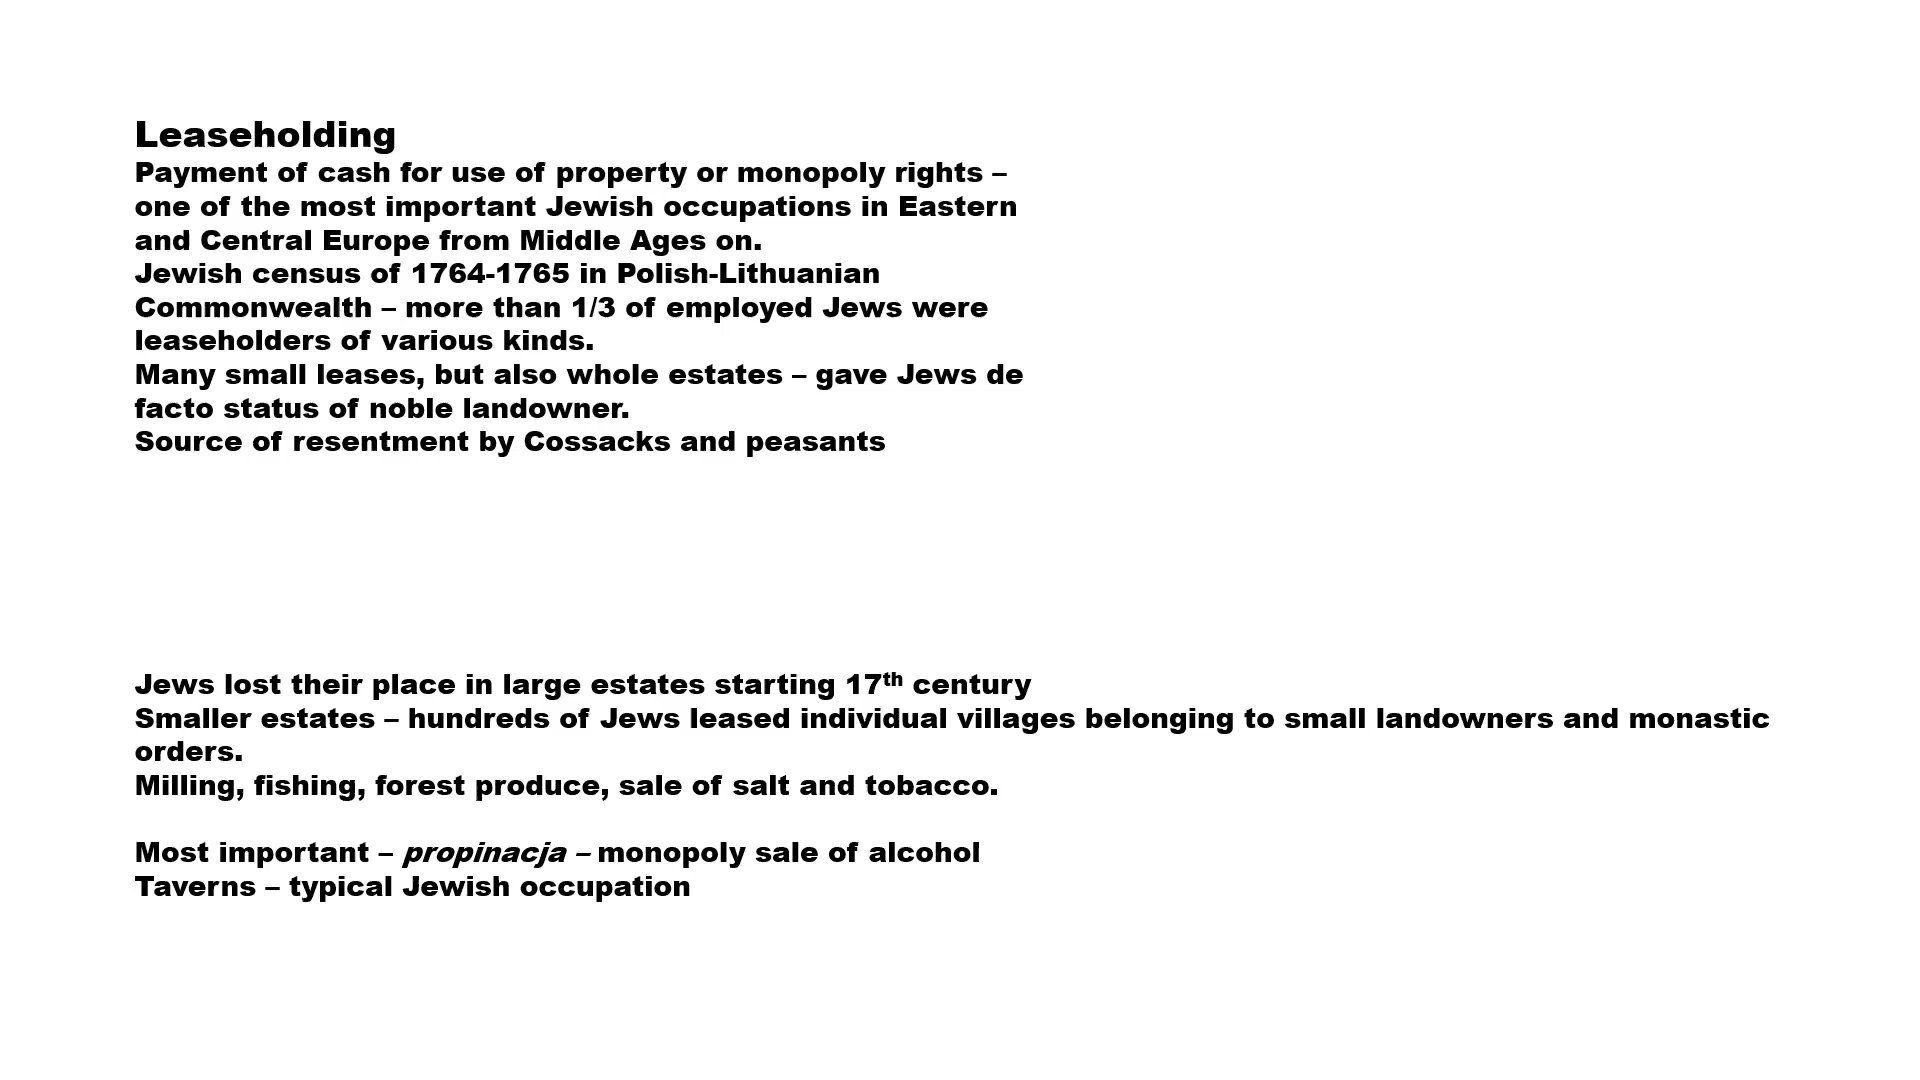 Leaseholding
Payment of cash for use of property or monopoly rights –
one of the most important Jewish occupations in Eastern
and Central Europe from Middle Ages on.
Jewish census of 1764-1765 in Polish-Lithuanian
Commonwealth – more than 1/3 of employed Jews were
leaseholders of various kinds.
Many small leases, but also whole estates – gave Jews de
facto status of noble landowner.
Source of resentment by Cossacks and peasants
Jews lost their place in large estates starting 17th century
Smaller estates – hundreds of Jews leased individual villages belonging to small landowners and monastic
orders.
Milling, fishing, forest produce, sale of salt and tobacco.
Most important – propinacja – monopoly sale of alcohol
Taverns – typical Jewish occupation